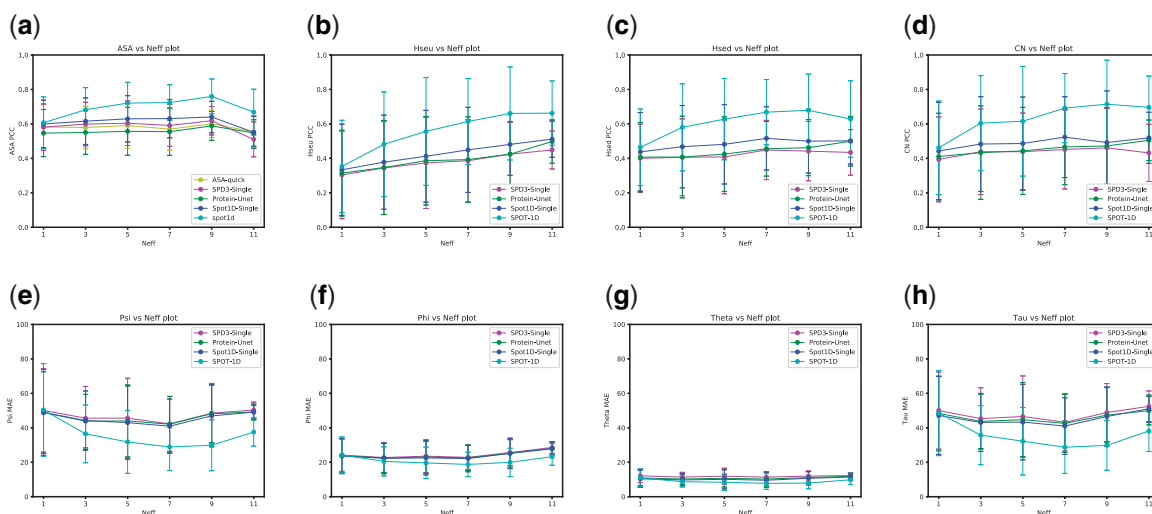 (a)
ASA vs Neff plot
1.0
0.8
0.6
0.4
0.2
0.0
ASA PCC
ASA-quick
SPD3-Single
Protein-Unet
Spot1D-Single
spot1d
1 3 5 7 9 11
Neff
(b)
Hseu vs Neff plot
1.0
0.8
0.6
0.4
0.2
0.0
Hseu PCC
SPD3-Single
Protein-Unet
Spot1D-Single
SPOT-1D
1 3 5 7 9 11
Neff
(c)
Hsed vs Neff plot
1.0
0.8
0.6
0.4
0.2
0.0
Hsed PCC
SPD3-Single
Protein-Unet
Spot1D-Single
SPOT-1D
1 3 5 7 9 11
Neff
(d)
CN vs Neff plot
1.0
0.8
0.6
0.4
0.2
0.0
CN PCC
SPD3-Single
Protein-Unet
Spot1D-Single
SPOT-1D
1 3 5 7 9 11
Neff
(e)
Psi vs Neff plot
100
80
60
40
20
0
Psi MAE
SPD3-Single
Protein-Unet
Spot1D-Single
SPOT-1D
1 3 5 7 9 11
Neff
(f)
Phi vs Neff plot
100
80
60
40
20
0
Phi MAE
SPD3-Single
Protein-Unet
Spot1D-Single
SPOT-1D
1 3 5 7 9 11
Neff
(g)
Theta vs Neff plot
100
80
60
40
20
0
Theta MAE
SPD3-Single
Protein-Unet
Spot1D-Single
SPOT-1D
1 3 5 7 9 11
Neff
(h)
Tau vs Neff plot
100
80
60
40
20
0
Tau MAE
SPD3-Single
Protein-Unet
Spot1D-Single
SPOT-1D
1 3 5 7 9 11
Neff